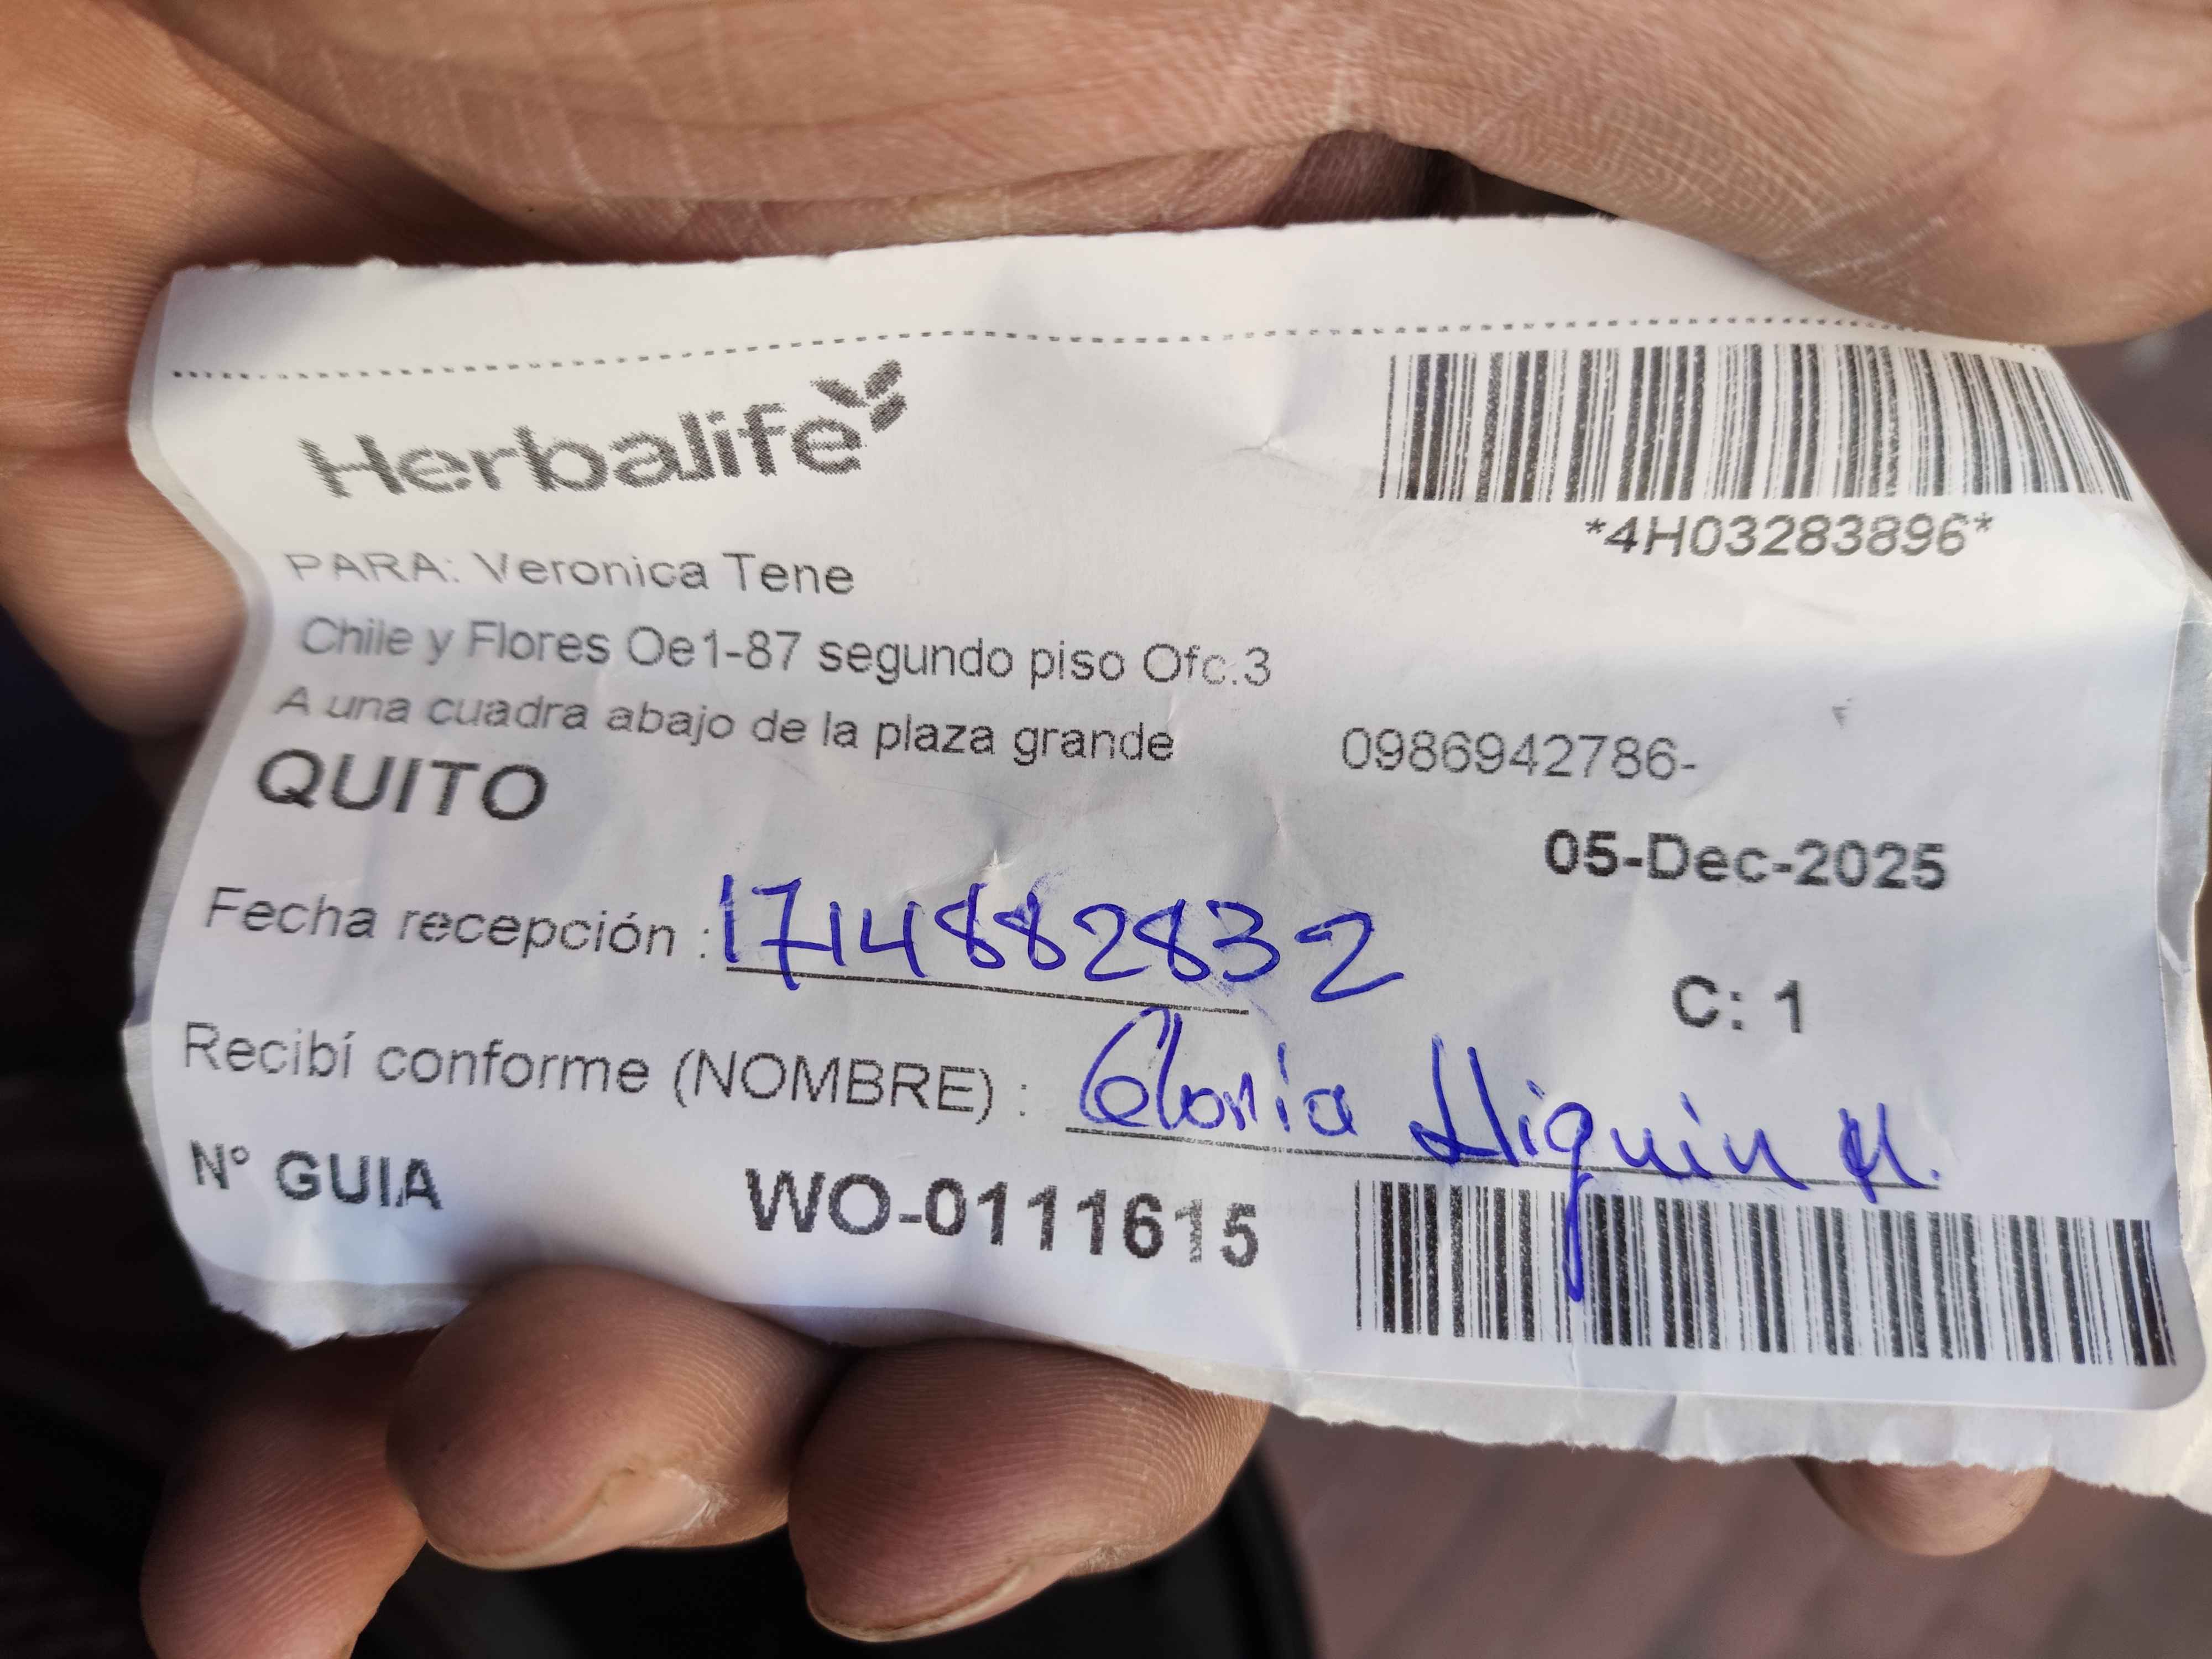 Herbalife
*4H03283896*
PARA: Veronica Tene
Chile y Flores Oe1-87 segundo piso Ofc.3
A una cuadra abajo de la plaza grande 0986942786-
QUITO
05-Dec-2025
Fecha recepción : 1714882832
C: 1
Recibí conforme (NOMBRE) : Gloria
N° GUIA WO-0111615